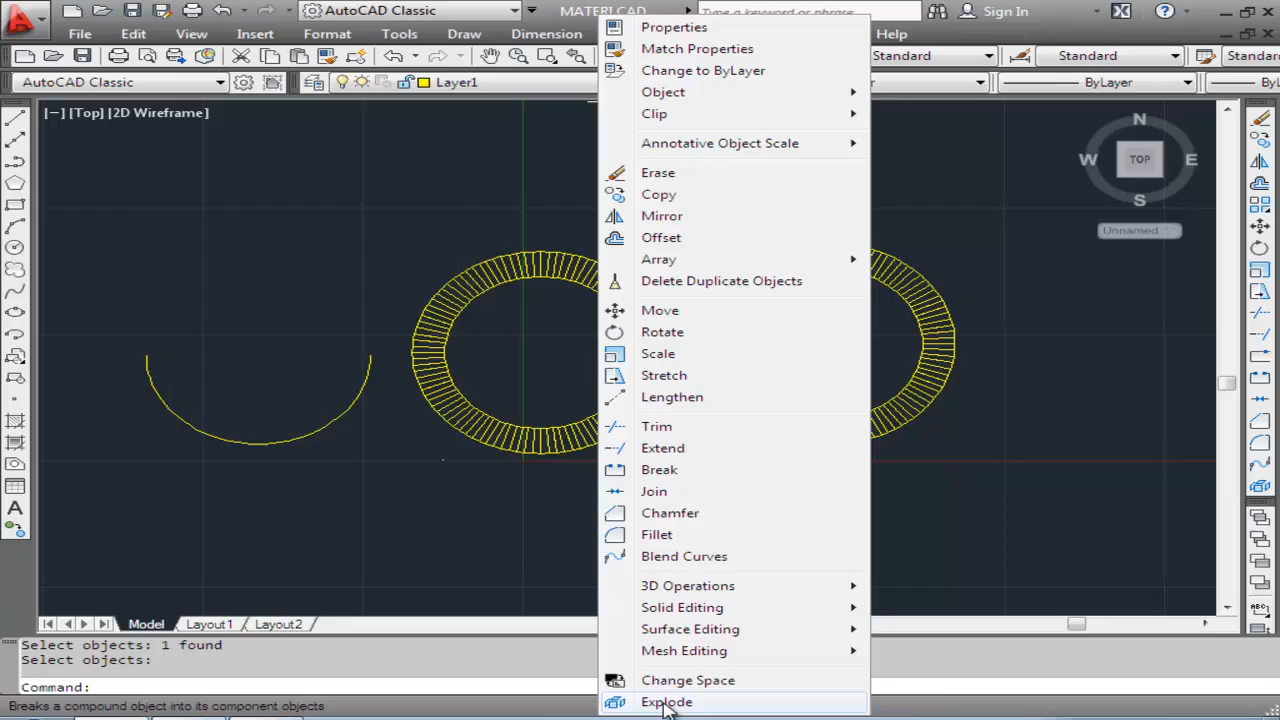 AutoCAD Classic
MATERI.CAD
Type a keyword or phrase
Sign In
File Edit View Insert Format Tools Draw Dimension Help
Standard Standard Standar
AutoCAD Classic
Layer1
ByLayer
[−] [Top] [2D Wireframe]
N
W TOP E
S
Unnamed
Properties
Match Properties
Change to ByLayer
Object
Clip
Annotative Object Scale
Erase
Copy
Mirror
Offset
Array
Delete Duplicate Objects
Move
Rotate
Scale
Stretch
Lengthen
Trim
Extend
Break
Join
Chamfer
Fillet
Blend Curves
3D Operations
Solid Editing
Surface Editing
Mesh Editing
Change Space
Explode
Model Layout1 Layout2
Select objects: 1 found
Select objects:
Command:
Breaks a compound object into its component objects